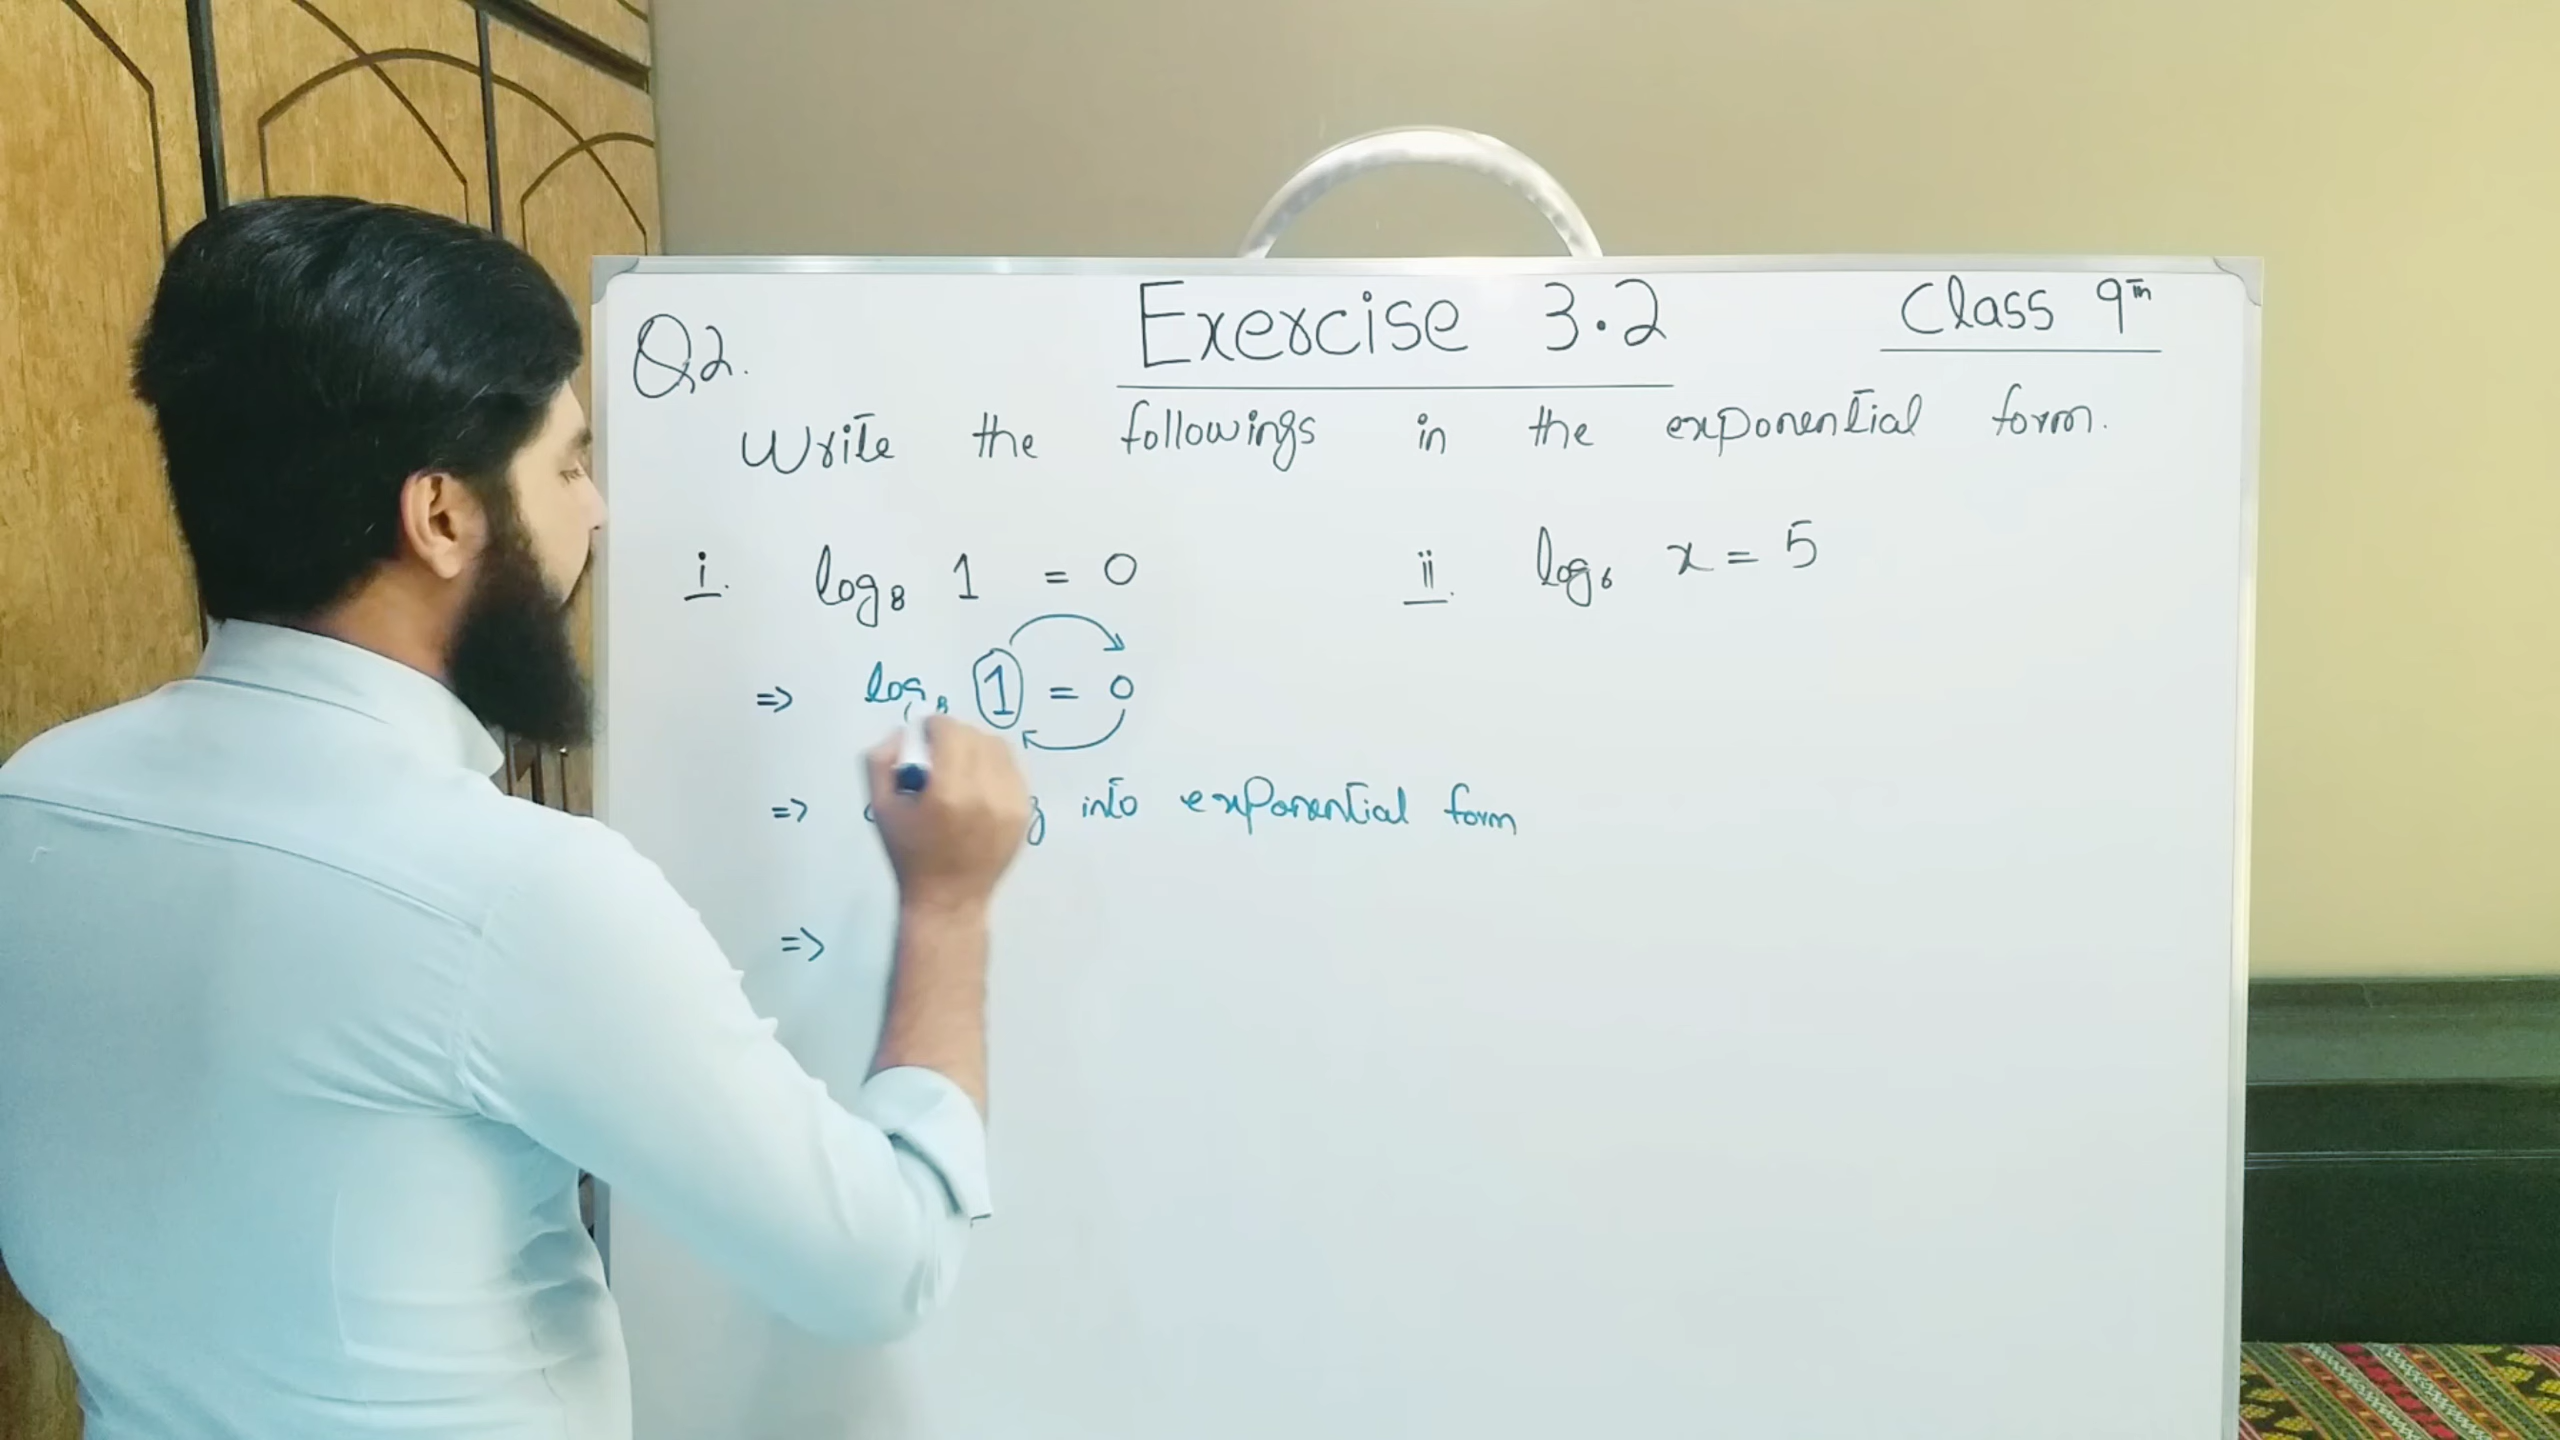 Exercise 3.2
Class 9th
Q2.
Write the followings in the exponential form.
i. log₈ 1 = 0
ii. log₆ x = 5
=> log₈ 1 = 0
=> into exponential form
=>